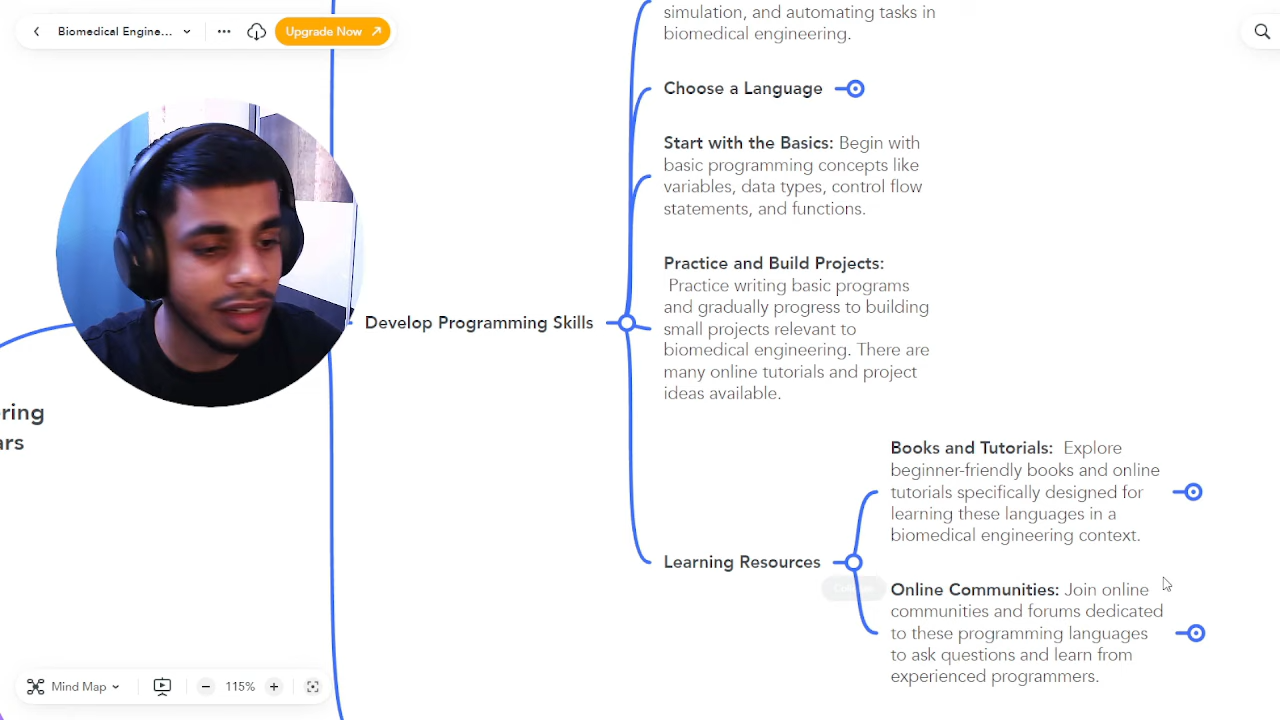 Biomedical Engine...
Upgrade Now
simulation, and automating tasks in
biomedical engineering.
Choose a Language
Start with the Basics: Begin with
basic programming concepts like
variables, data types, control flow
statements, and functions.
Practice and Build Projects:
Practice writing basic programs
and gradually progress to building
small projects relevant to
biomedical engineering. There are
many online tutorials and project
ideas available.
Develop Programming Skills
ering
ars
Books and Tutorials: Explore
beginner-friendly books and online
tutorials specifically designed for
learning these languages in a
biomedical engineering context.
Learning Resources
Online Communities: Join online
communities and forums dedicated
to these programming languages
to ask questions and learn from
experienced programmers.
Mind Map
115%